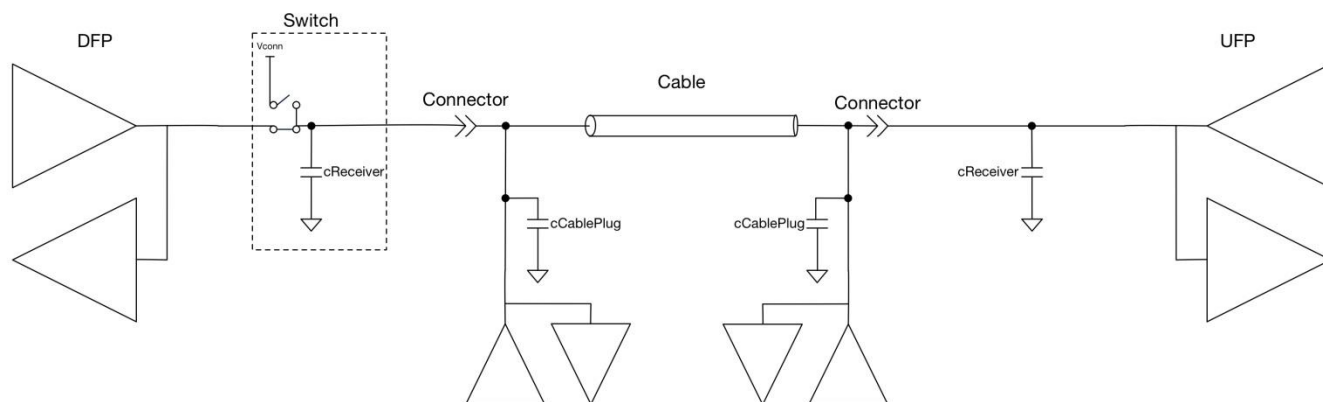 Switch
DFP
UFP
Vconn
Cable
Connector
Connector
cReceiver
cReceiver
cCablePlug
cCablePlug